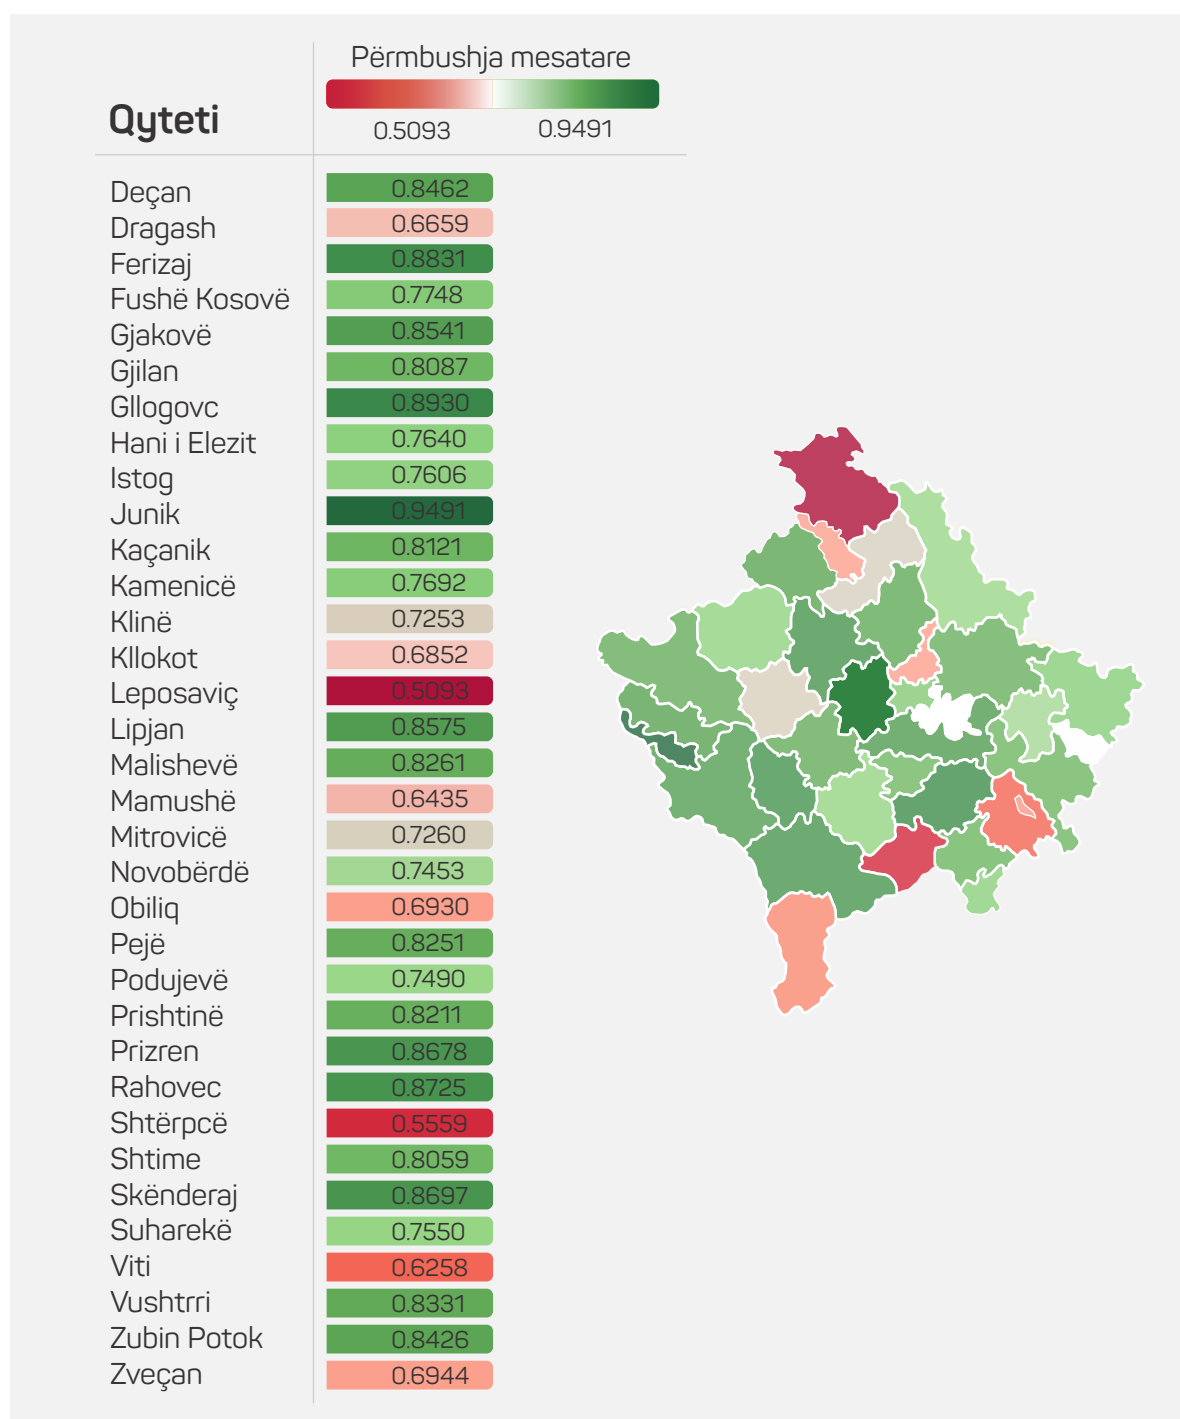 Përmbushja mesatare
Qyteti
0.5093 0.9491
Deçan 0.8462
Dragash 0.6659
Ferizaj 0.8831
Fushë Kosovë 0.7748
Gjakovë 0.8541
Gjilan 0.8087
Gllogovc 0.8930
Hani i Elezit 0.7640
Istog 0.7606
Junik 0.9491
Kaçanik 0.8121
Kamenicë 0.7692
Klinë 0.7253
Kllokot 0.6852
Leposaviç 0.5093
Lipjan 0.8575
Malishevë 0.8261
Mamushë 0.6435
Mitrovicë 0.7260
Novobërdë 0.7453
Obiliq 0.6930
Pejë 0.8251
Podujevë 0.7490
Prishtinë 0.8211
Prizren 0.8678
Rahovec 0.8725
Shtërpcë 0.5559
Shtime 0.8059
Skënderaj 0.8697
Suharekë 0.7550
Viti 0.6258
Vushtrri 0.8331
Zubin Potok 0.8426
Zveçan 0.6944